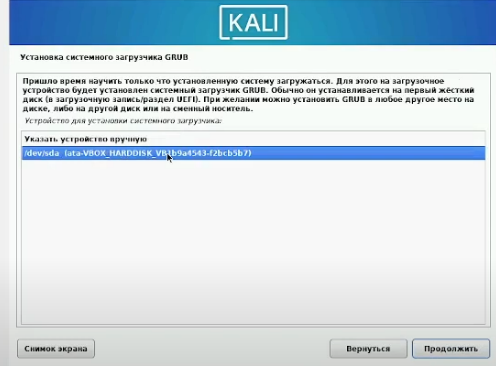 KALI
Установка системного загрузчика GRUB
Пришло время научить только что установленную систему загружаться. Для этого на загрузочное
устройство будет установлен системный загрузчик GRUB. Обычно он устанавливается на первый жёсткий
диск (в загрузочную запись/раздел UEFI). При желании можно установить GRUB в любое другое место на
диске, либо на другой диск или на сменный носитель.
Устройство для установки системного загрузчика:
Указать устройство вручную
/dev/sda (ata-VBOX_HARDDISK_VB1b9a4543-f2bcb5b7)
Снимок экрана
Вернуться
Продолжить